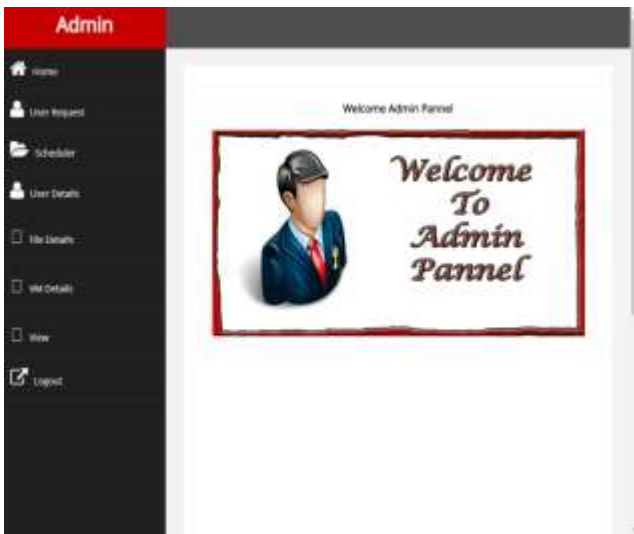 Admin
Home
User Request
Scheduler
User Details
File Details
VM Details
View
Logout
Welcome Admin Pannel
Welcome
To
Admin
Pannel